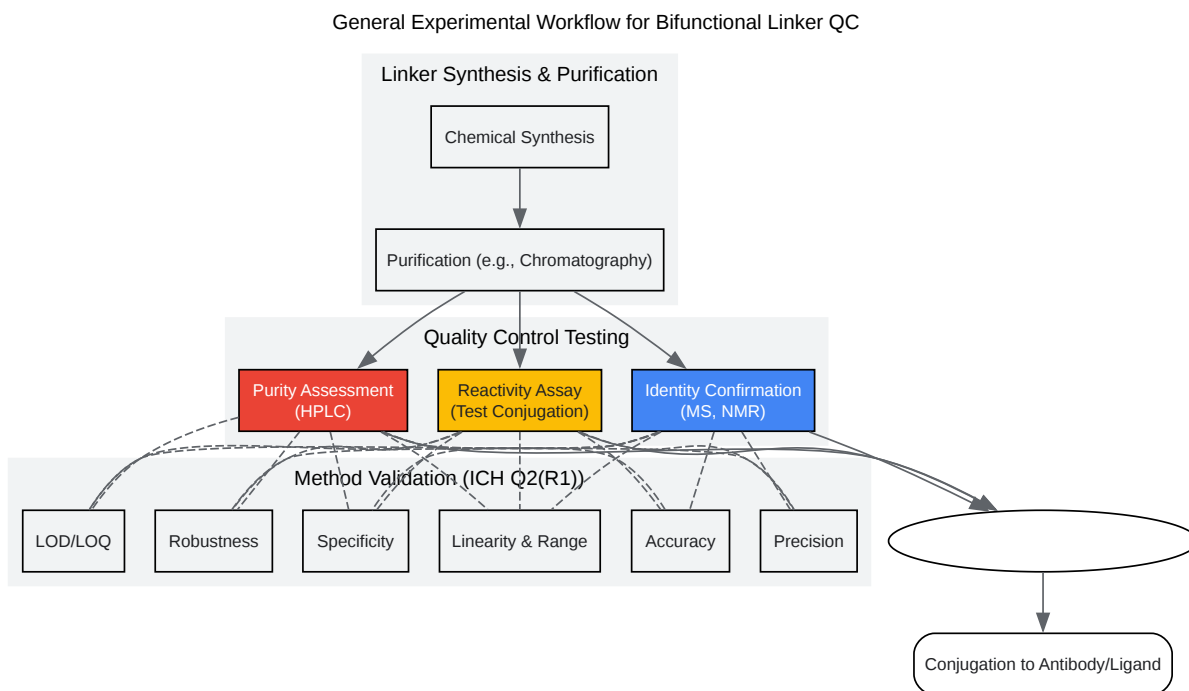 General Experimental Workflow for Bifunctional Linker QC
Linker Synthesis & Purification
Chemical Synthesis
Purification (e.g., Chromatography)
Quality Control Testing
Purity Assessment
(HPLC)
Reactivity Assay
(Test Conjugation)
Identity Confirmation
(MS, NMR)
Method Validation (ICH Q2(R1))
LOD/LOQ
Robustness
Specificity
Linearity & Range
Accuracy
Precision
Conjugation to Antibody/Ligand